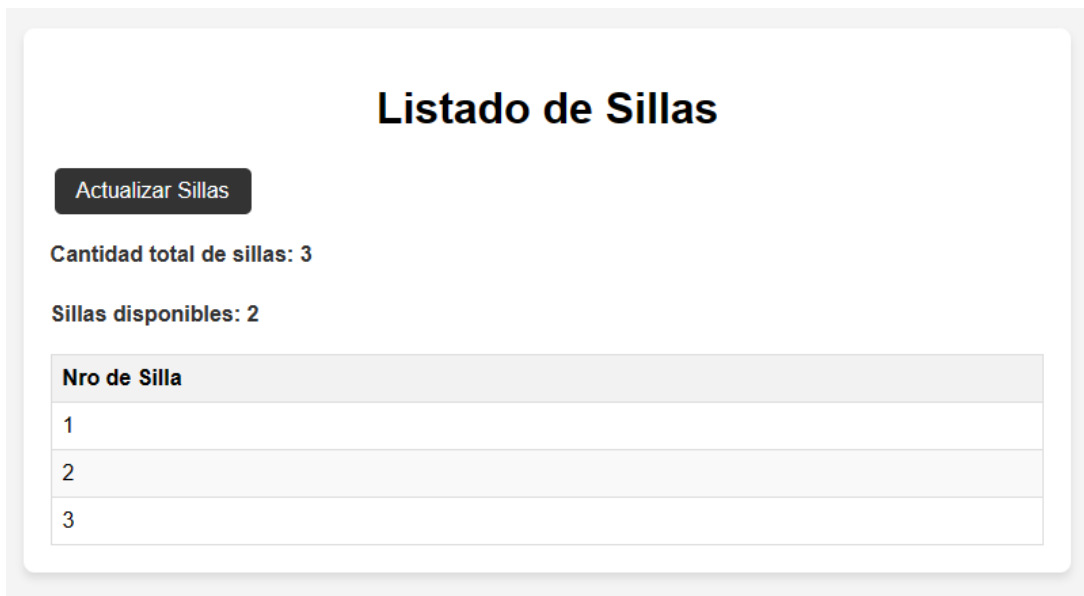 Listado de Sillas
Actualizar Sillas
Cantidad total de sillas: 3
Sillas disponibles: 2
Nro de Silla
1
2
3